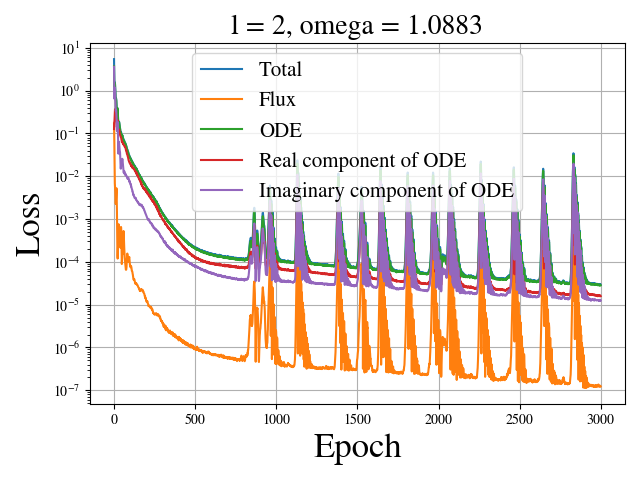 l = 2, omega = 1.0883
Total
Flux
ODE
Real component of ODE
Imaginary component of ODE
Loss
10¹
10⁰
10⁻¹
10⁻²
10⁻³
10⁻⁴
10⁻⁵
10⁻⁶
10⁻⁷
0 500 1000 1500 2000 2500 3000
Epoch